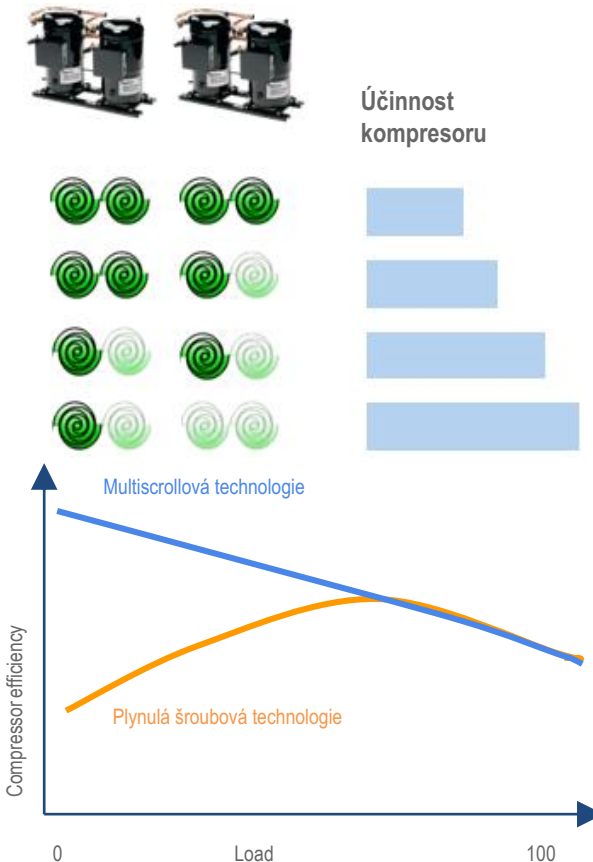 Účinnost
kompresoru
Multiscrollová technologie
Compressor efficiency
Plynulá šroubová technologie
0 Load 100